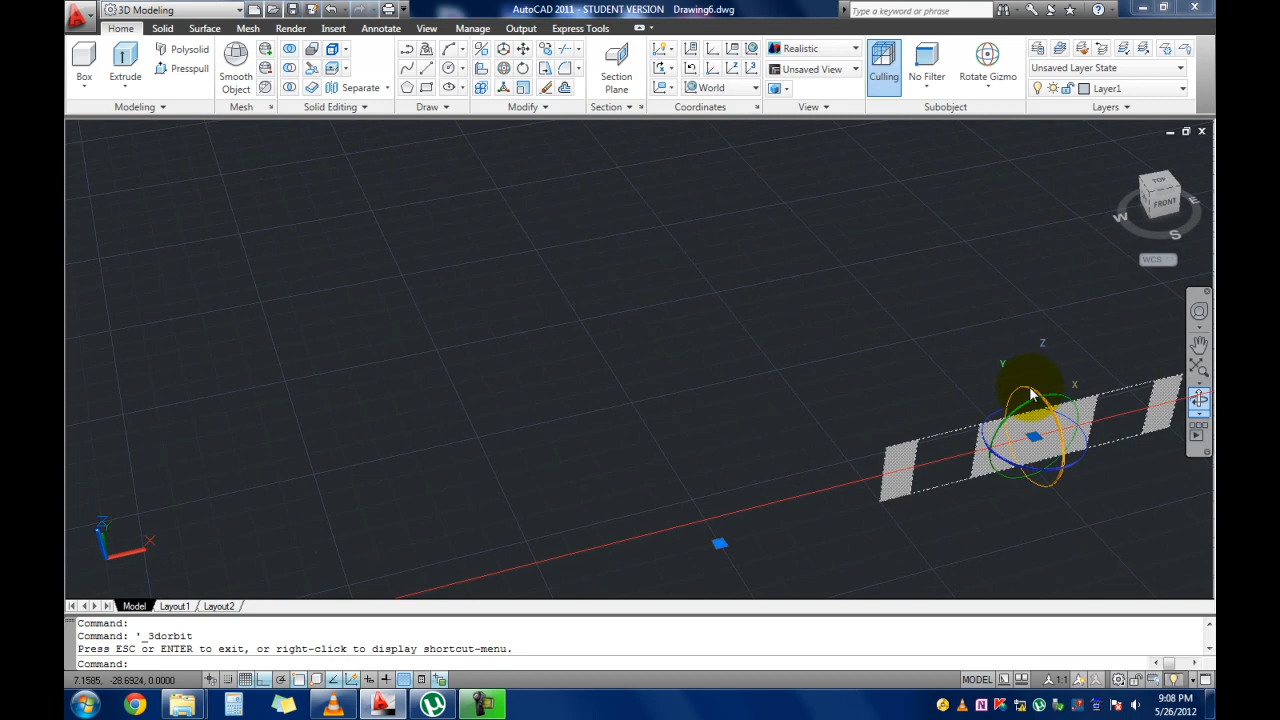 3D Modeling
AutoCAD 2011 - STUDENT VERSION Drawing6.dwg
Type a keyword or phrase
Home Insert Annotate View Manage Output Express Tools
Solid Surface Mesh Render
Box
Extrude
Polysolid
Presspull
Smooth
Object
Separate
Section
Plane
Realistic
Unsaved View
World
Culling
No Filter
Rotate Gizmo
Unsaved Layer State
Layer1
Modeling
Mesh
Solid Editing
Draw
Modify
Section
Coordinates
View
Subobject
Layers
TOP
FRONT
W
E
S
WCS
Z
Y
X
X
Model Layout1 Layout2
Command:
Command: '_3dorbit
Press ESC or ENTER to exit, or right-click to display shortcut-menu.
Command:
7.1585, -28.6924, 0.0000
MODEL
1:1
9:08 PM
5/26/2012